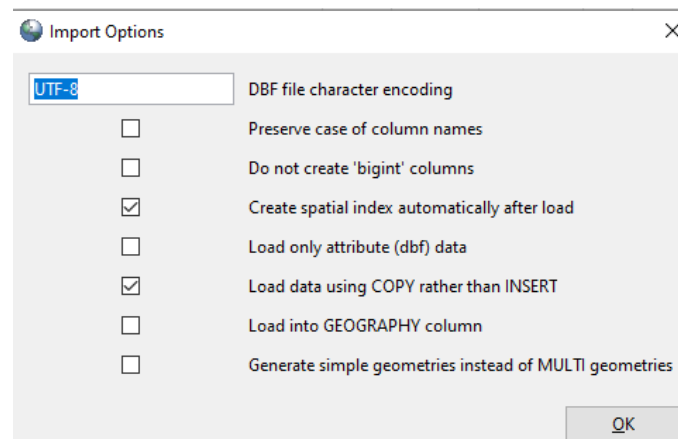 Import Options
UTF-8 DBF file character encoding
Preserve case of column names
Do not create 'bigint' columns
Create spatial index automatically after load
Load only attribute (dbf) data
Load data using COPY rather than INSERT
Load into GEOGRAPHY column
Generate simple geometries instead of MULTI geometries
OK